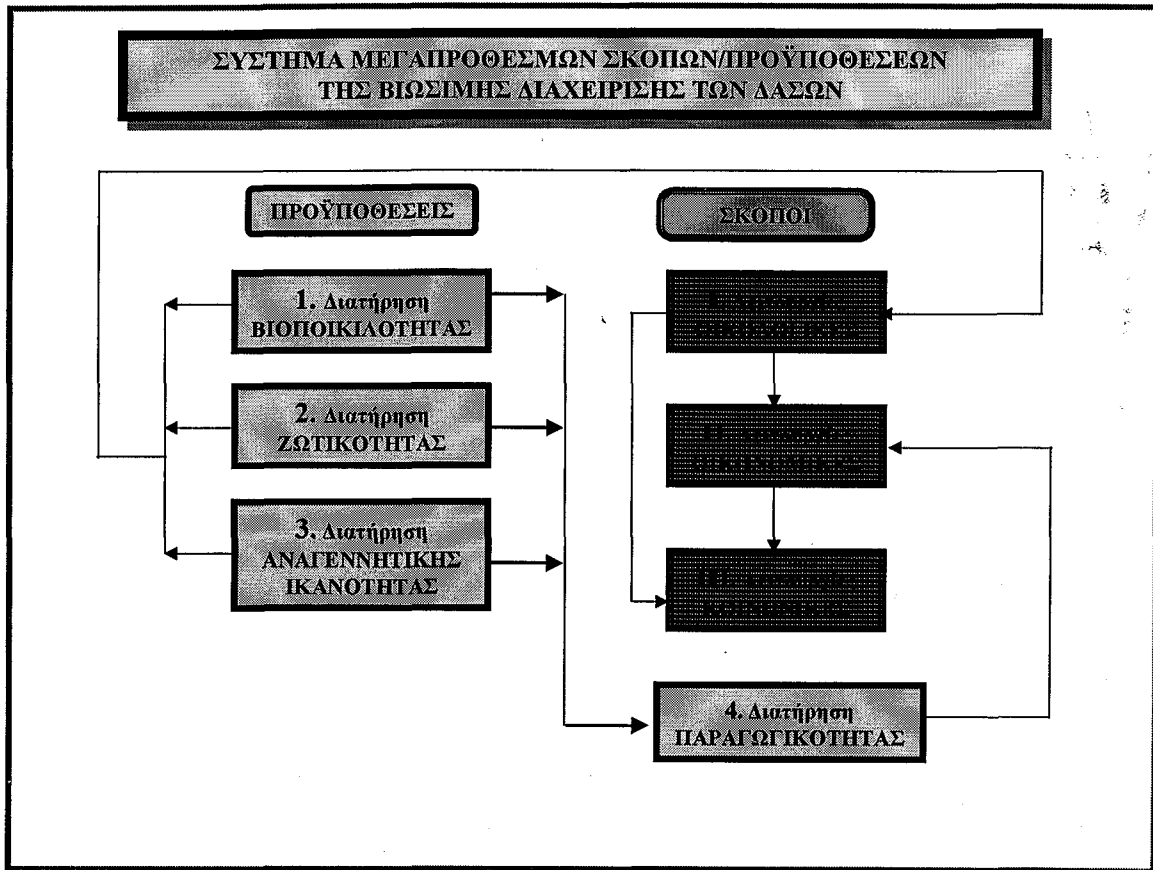 ΣΥΣΤΗΜΑ ΜΕΓΑΠΡΟΘΕΣΜΩΝ ΣΚΟΠΩΝ/ΠΡΟΫΠΟΘΕΣΕΩΝ
ΤΗΣ ΒΙΩΣΙΜΗΣ ΔΙΑΧΕΙΡΙΣΗΣ ΤΩΝ ΔΑΣΩΝ
ΠΡΟΫΠΟΘΕΣΕΙΣ
ΣΚΟΠΟΙ
1. Διατήρηση
ΒΙΟΠΟΙΚΙΛΟΤΗΤΑΣ
2. Διατήρηση
ΖΩΤΙΚΟΤΗΤΑΣ
3. Διατήρηση
ΑΝΑΓΕΝΝΗΤΙΚΗΣ
ΙΚΑΝΟΤΗΤΑΣ
4. Διατήρηση
ΠΑΡΑΓΩΓΙΚΟΤΗΤΑΣ